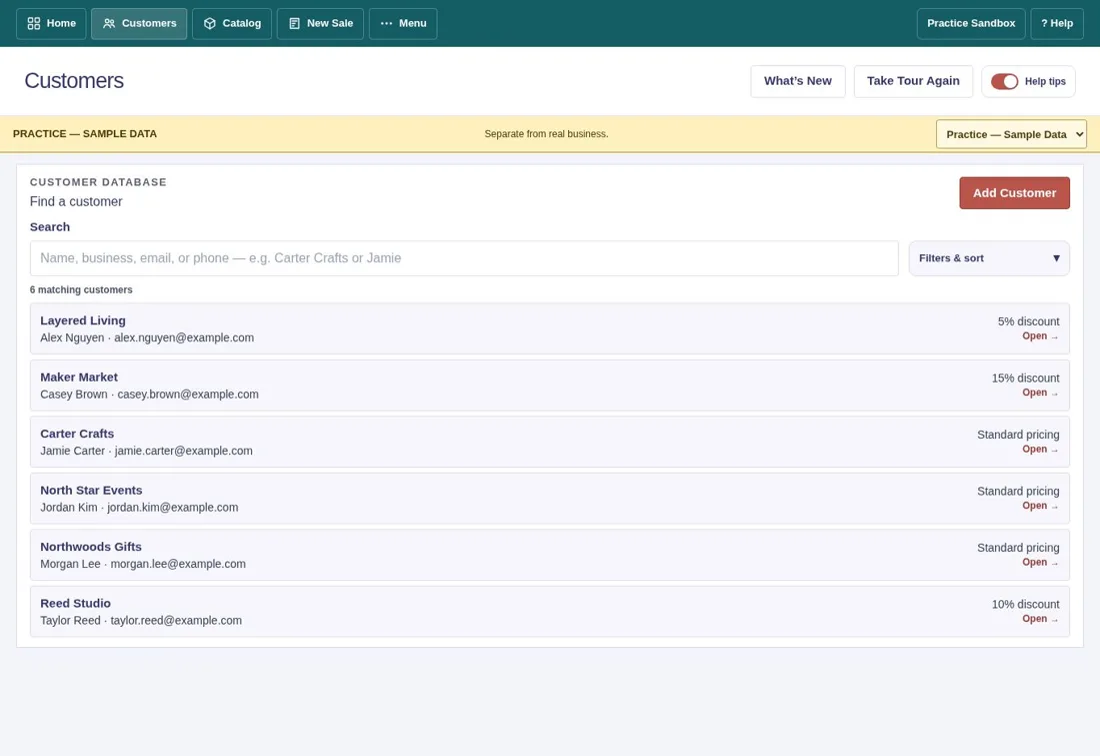 Home
Customers
Catalog
New Sale
Menu
Practice Sandbox
? Help
Customers
What's New
Take Tour Again
Help tips
PRACTICE — SAMPLE DATA
Separate from real business.
Practice — Sample Data
CUSTOMER DATABASE
Find a customer
Add Customer
Search
Name, business, email, or phone — e.g. Carter Crafts or Jamie
Filters & sort ▼
6 matching customers
Layered Living
Alex Nguyen · alex.nguyen@example.com
5% discount
Open →
Maker Market
Casey Brown · casey.brown@example.com
15% discount
Open →
Carter Crafts
Jamie Carter · jamie.carter@example.com
Standard pricing
Open →
North Star Events
Jordan Kim · jordan.kim@example.com
Standard pricing
Open →
Northwoods Gifts
Morgan Lee · morgan.lee@example.com
Standard pricing
Open →
Reed Studio
Taylor Reed · taylor.reed@example.com
10% discount
Open →